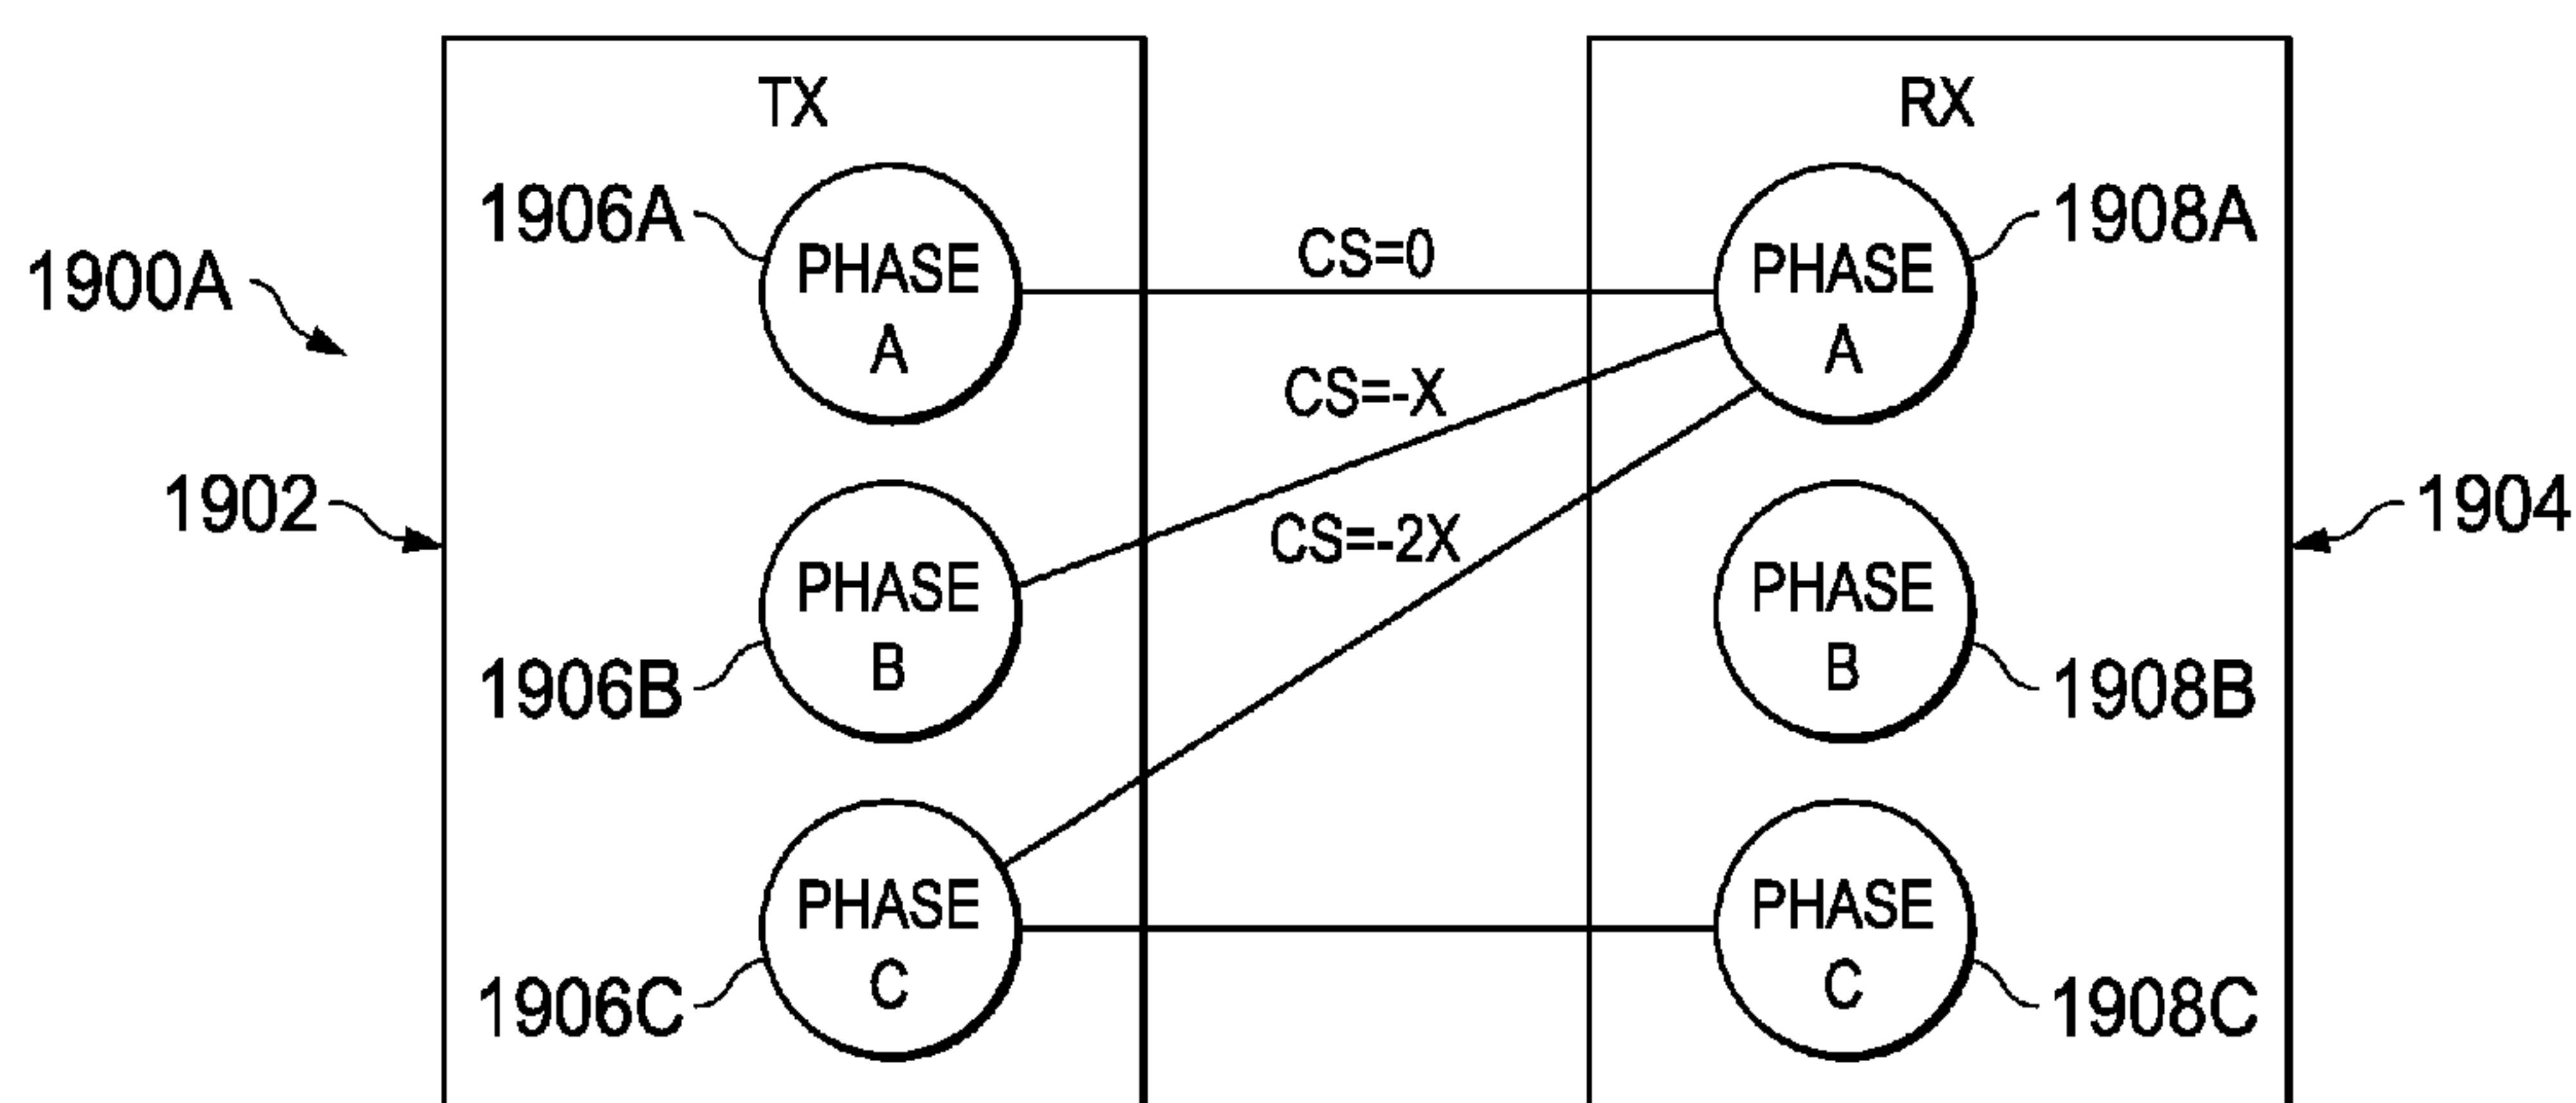 TX
RX
1906A
PHASE
A
CS=0
PHASE
A
1908A
1900A
CS=-X
1902
CS=-2X
1904
PHASE
B
PHASE
B
1906B
1908B
PHASE
C
PHASE
C
1906C
1908C